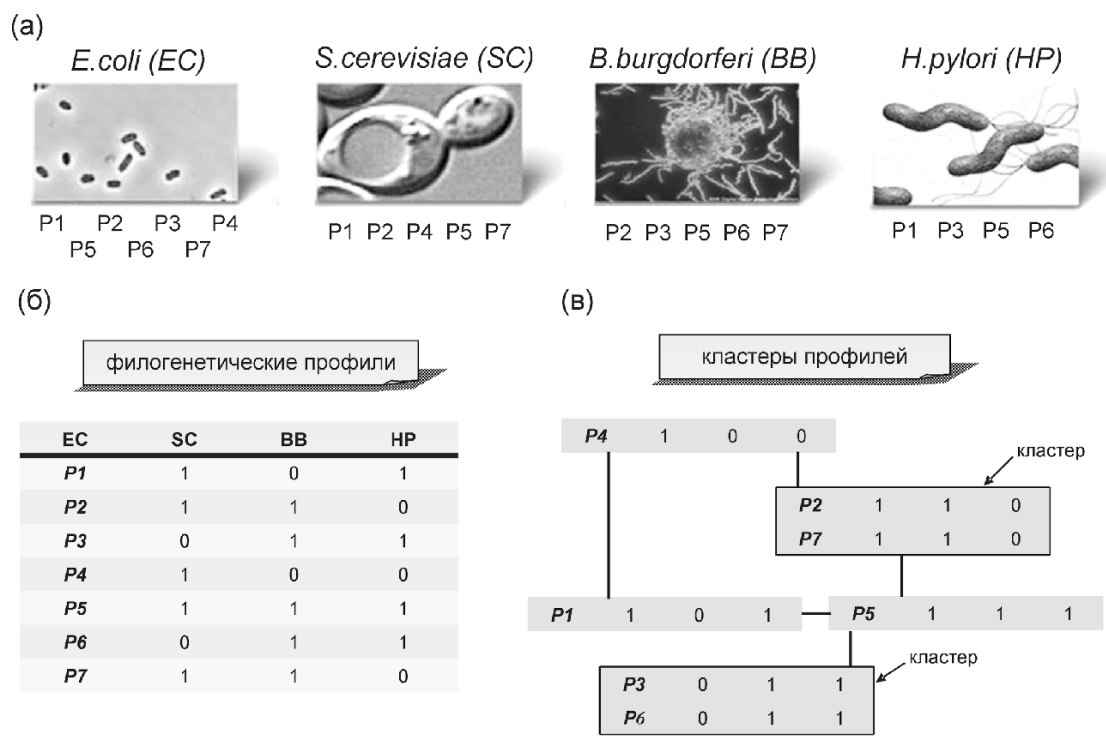 (а)
E.coli (EC) S.cerevisiae (SC) B.burgdorferi (BB) H.pylori (HP)
P1 P2 P3 P4
P5 P6 P7
P1 P2 P4 P5 P7
P2 P3 P5 P6 P7
P1 P3 P5 P6
(б)
филогенетические профили
EC SC BB HP
P1 1 0 1
P2 1 1 0
P3 0 1 1
P4 1 0 0
P5 1 1 1
P6 0 1 1
P7 1 1 0
(в)
кластеры профилей
P4 1 0 0
кластер
P2 1 1 0
P7 1 1 0
P1 1 0 1 P5 1 1 1
кластер
P3 0 1 1
P6 0 1 1